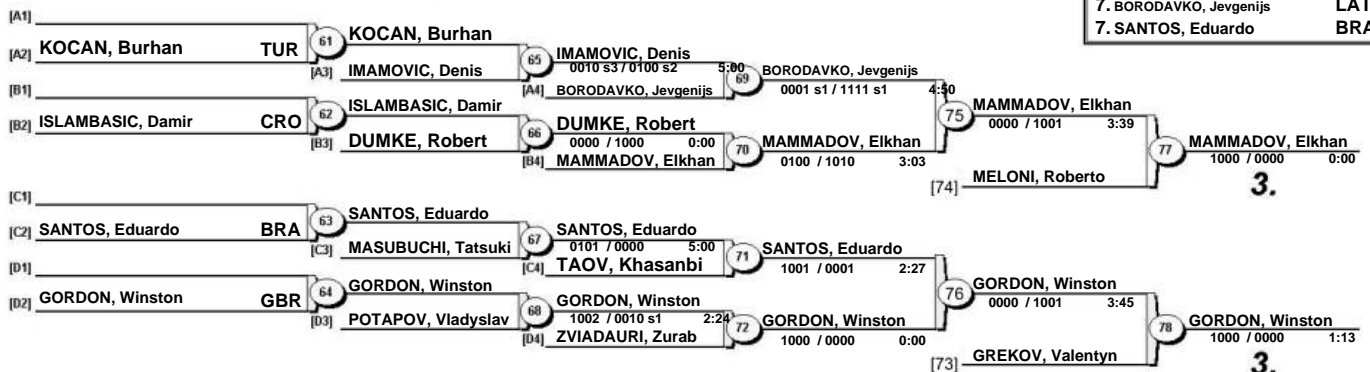 7. BORODAVKO, Jevgenijs LAT
7. SANTOS, Eduardo BRA
[A1]
[A2] KOCAN, Burhan TUR 61 KOCAN, Burhan
[A3] IMAMOVIC, Denis 65 IMAMOVIC, Denis
0010 s3 / 0100 s2 5:00
[A4] BORODAVKO, Jevgenijs 69 BORODAVKO, Jevgenijs
0001 s1 / 1111 s1 4:50
[B1]
[B2] ISLAMBASIC, Damir CRO 62 ISLAMBASIC, Damir
[B3] DUMKE, Robert 66 DUMKE, Robert
0000 / 1000 0:00
[B4] MAMMADOV, Elkhan 70 MAMMADOV, Elkhan
0100 / 1010 3:03
75 MAMMADOV, Elkhan
0000 / 1001 3:39
[74] MELONI, Roberto 77 MAMMADOV, Elkhan
1000 / 0000 0:00
3.
[C1]
[C2] SANTOS, Eduardo BRA 63 SANTOS, Eduardo
[C3] MASUBUCHI, Tatsuki 67 SANTOS, Eduardo
0101 / 0000 5:00
[C4] TAOV, Khasanbi 71 SANTOS, Eduardo
1001 / 0001 2:27
[D1]
[D2] GORDON, Winston GBR 64 GORDON, Winston
[D3] POTAPOV, Vladyslav 68 GORDON, Winston
1002 / 0010 s1 2:24
[D4] ZVIADAURI, Zurab 72 GORDON, Winston
1000 / 0000 0:00
76 GORDON, Winston
0000 / 1001 3:45
[73] GREKOV, Valentyn 78 GORDON, Winston
1000 / 0000 1:13
3.